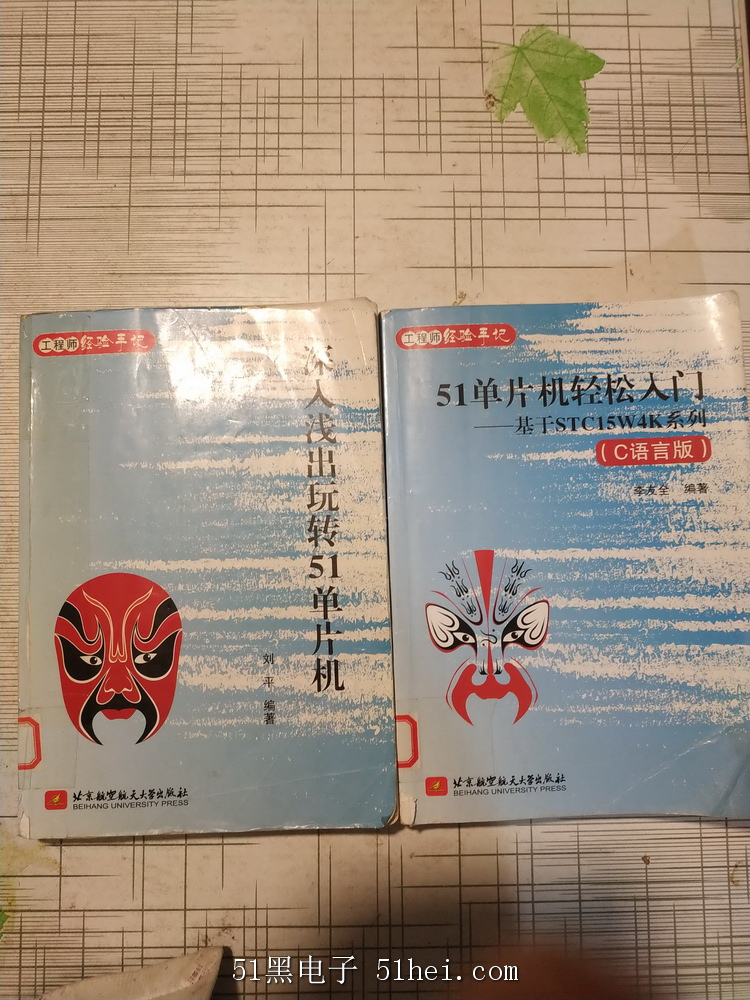 工程师 经验手记
深入浅出玩转51单片机
刘平 编著
北京航空航天大学出版社
BEIHANG UNIVERSITY PRESS
工程师 经验手记
51单片机轻松入门
——基于STC15W4K系列
（C语言版）
李友全 编著
北京航空航天大学出版社
BEIHANG UNIVERSITY PRESS
51黑电子 51hei.com